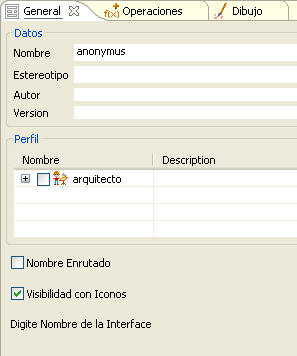 General f(x) Operaciones Dibujo
Datos
Nombre anonymus
Estereotipo
Autor
Version
Perfil
Nombre Description
arquitecto
Nombre Enrutado
Visibilidad con Iconos
Digite Nombre de la Interface